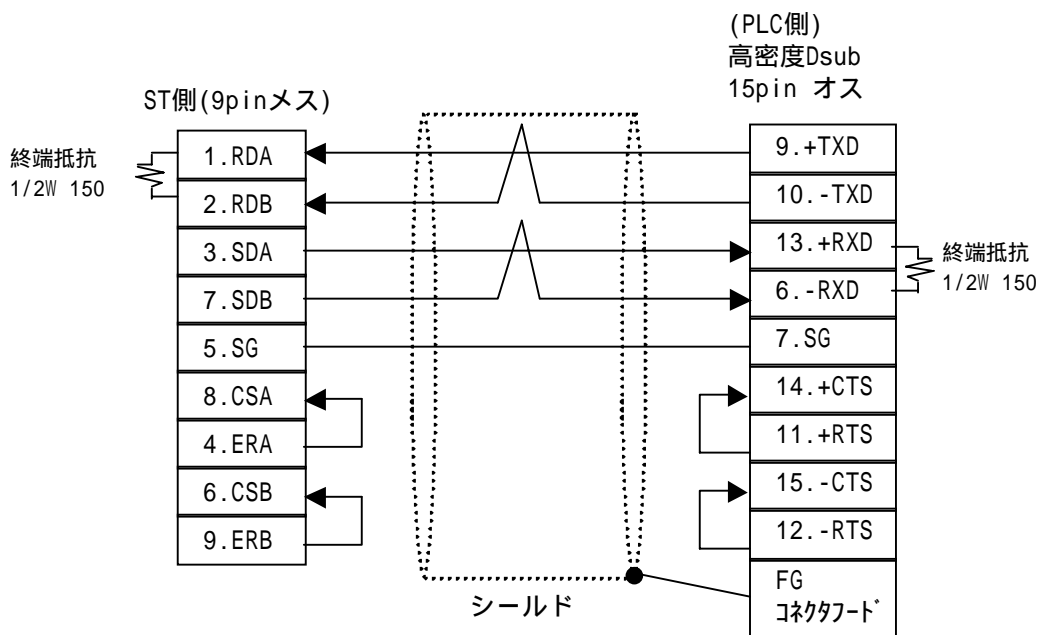 (PLC側)
高密度Dsub
15pin オス
ST側(9pinメス)
終端抵抗
1/2W 150
1.RDA
2.RDB
3.SDA
7.SDB
5.SG
8.CSA
4.ERA
6.CSB
9.ERB
9.+TXD
10.-TXD
13.+RXD
6.-RXD
7.SG
14.+CTS
11.+RTS
15.-CTS
12.-RTS
FG
コネクタフード
終端抵抗
1/2W 150
シールド